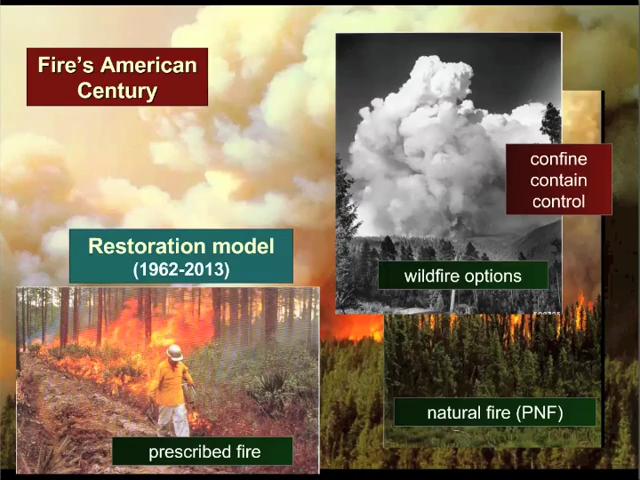 Fire's American
Century
Restoration model
(1962-2013)
prescribed fire
confine
contain
control
wildfire options
natural fire (PNF)